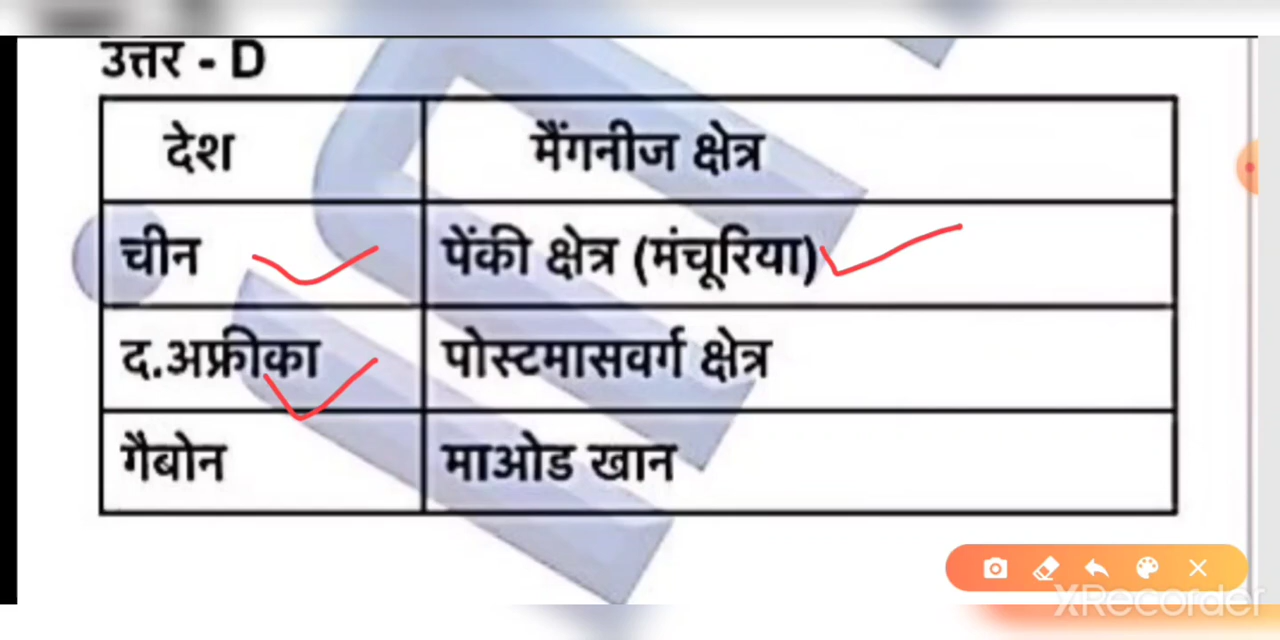 उत्तर - D
देश मैंगनीज क्षेत्र
चीन पेंकी क्षेत्र (मंचूरिया)
द.अफ्रीका पोस्टमासवर्ग क्षेत्र
गैबोन माओड खान
XRecorder